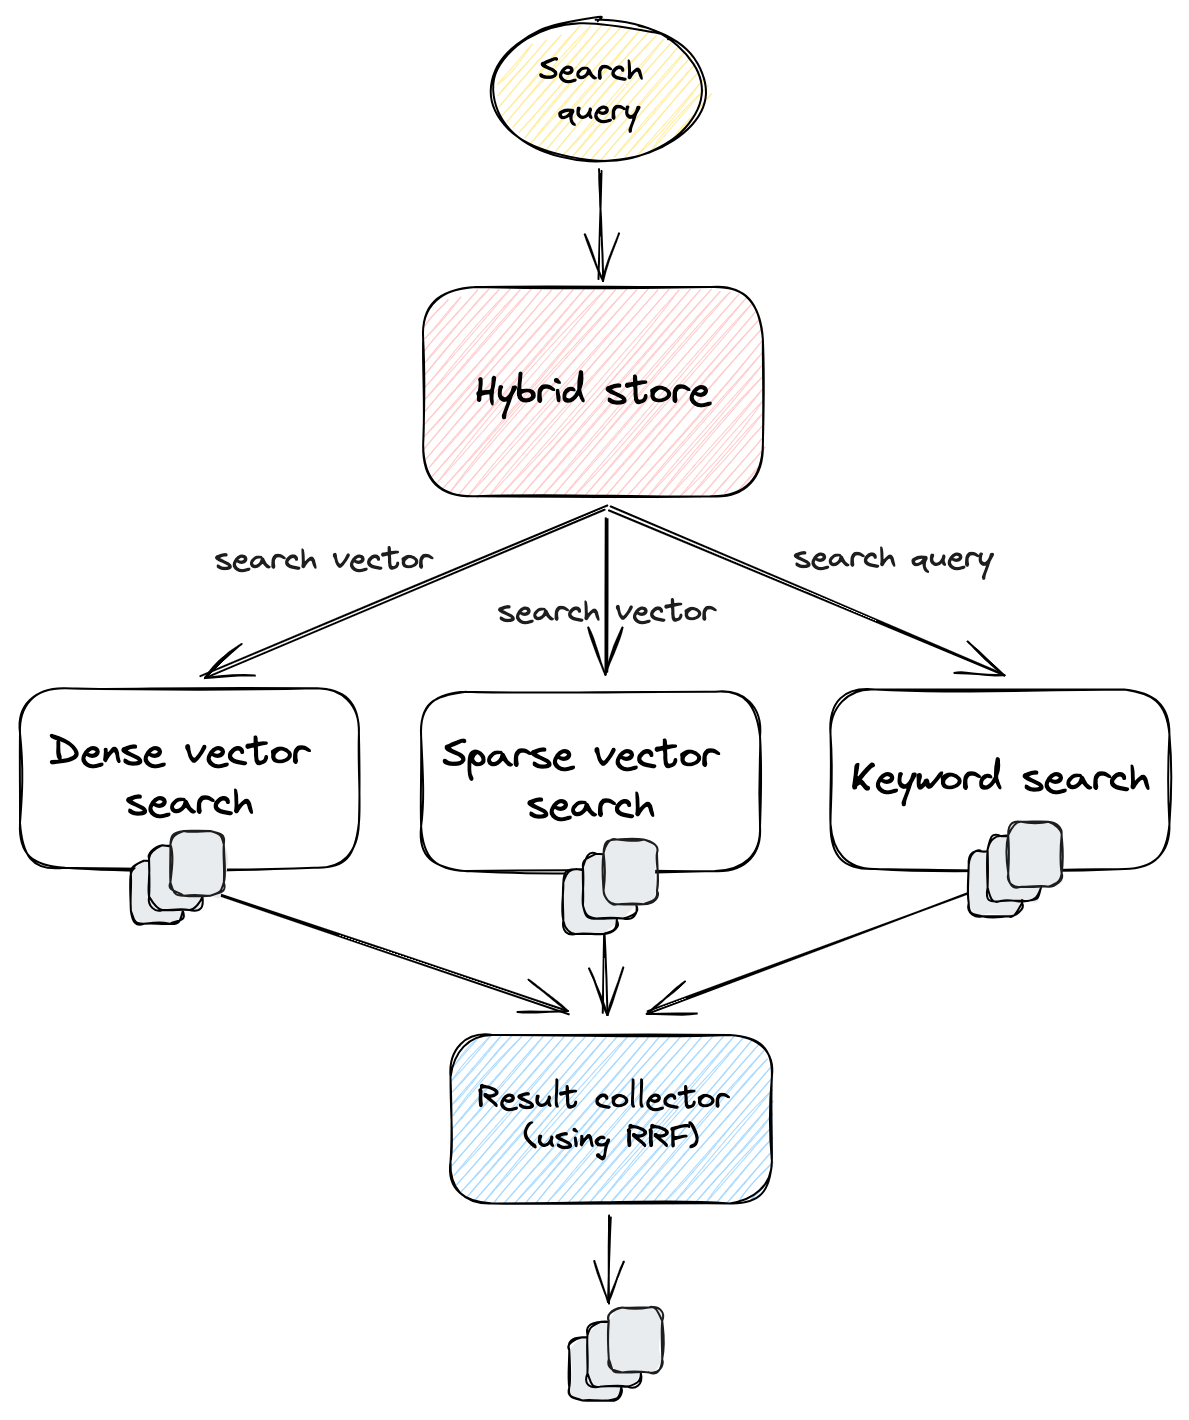 Search
query
Hybrid store
search vector
search query
search vector
Dense vector
search
Sparse vector
search
Keyword search
Result collector
(using RRF)